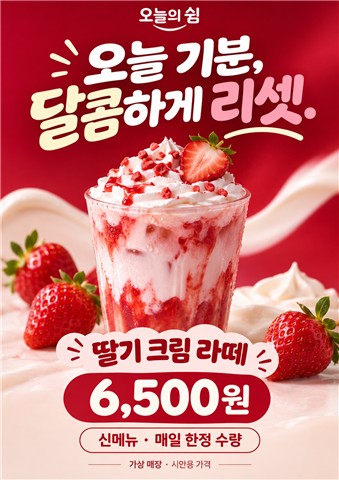 오늘의 쉼
오늘 기분,
달콤하게 리셋.
딸기 크림 라떼
6,500원
신메뉴 · 매일 한정 수량
가상 매장 · 시안용 가격